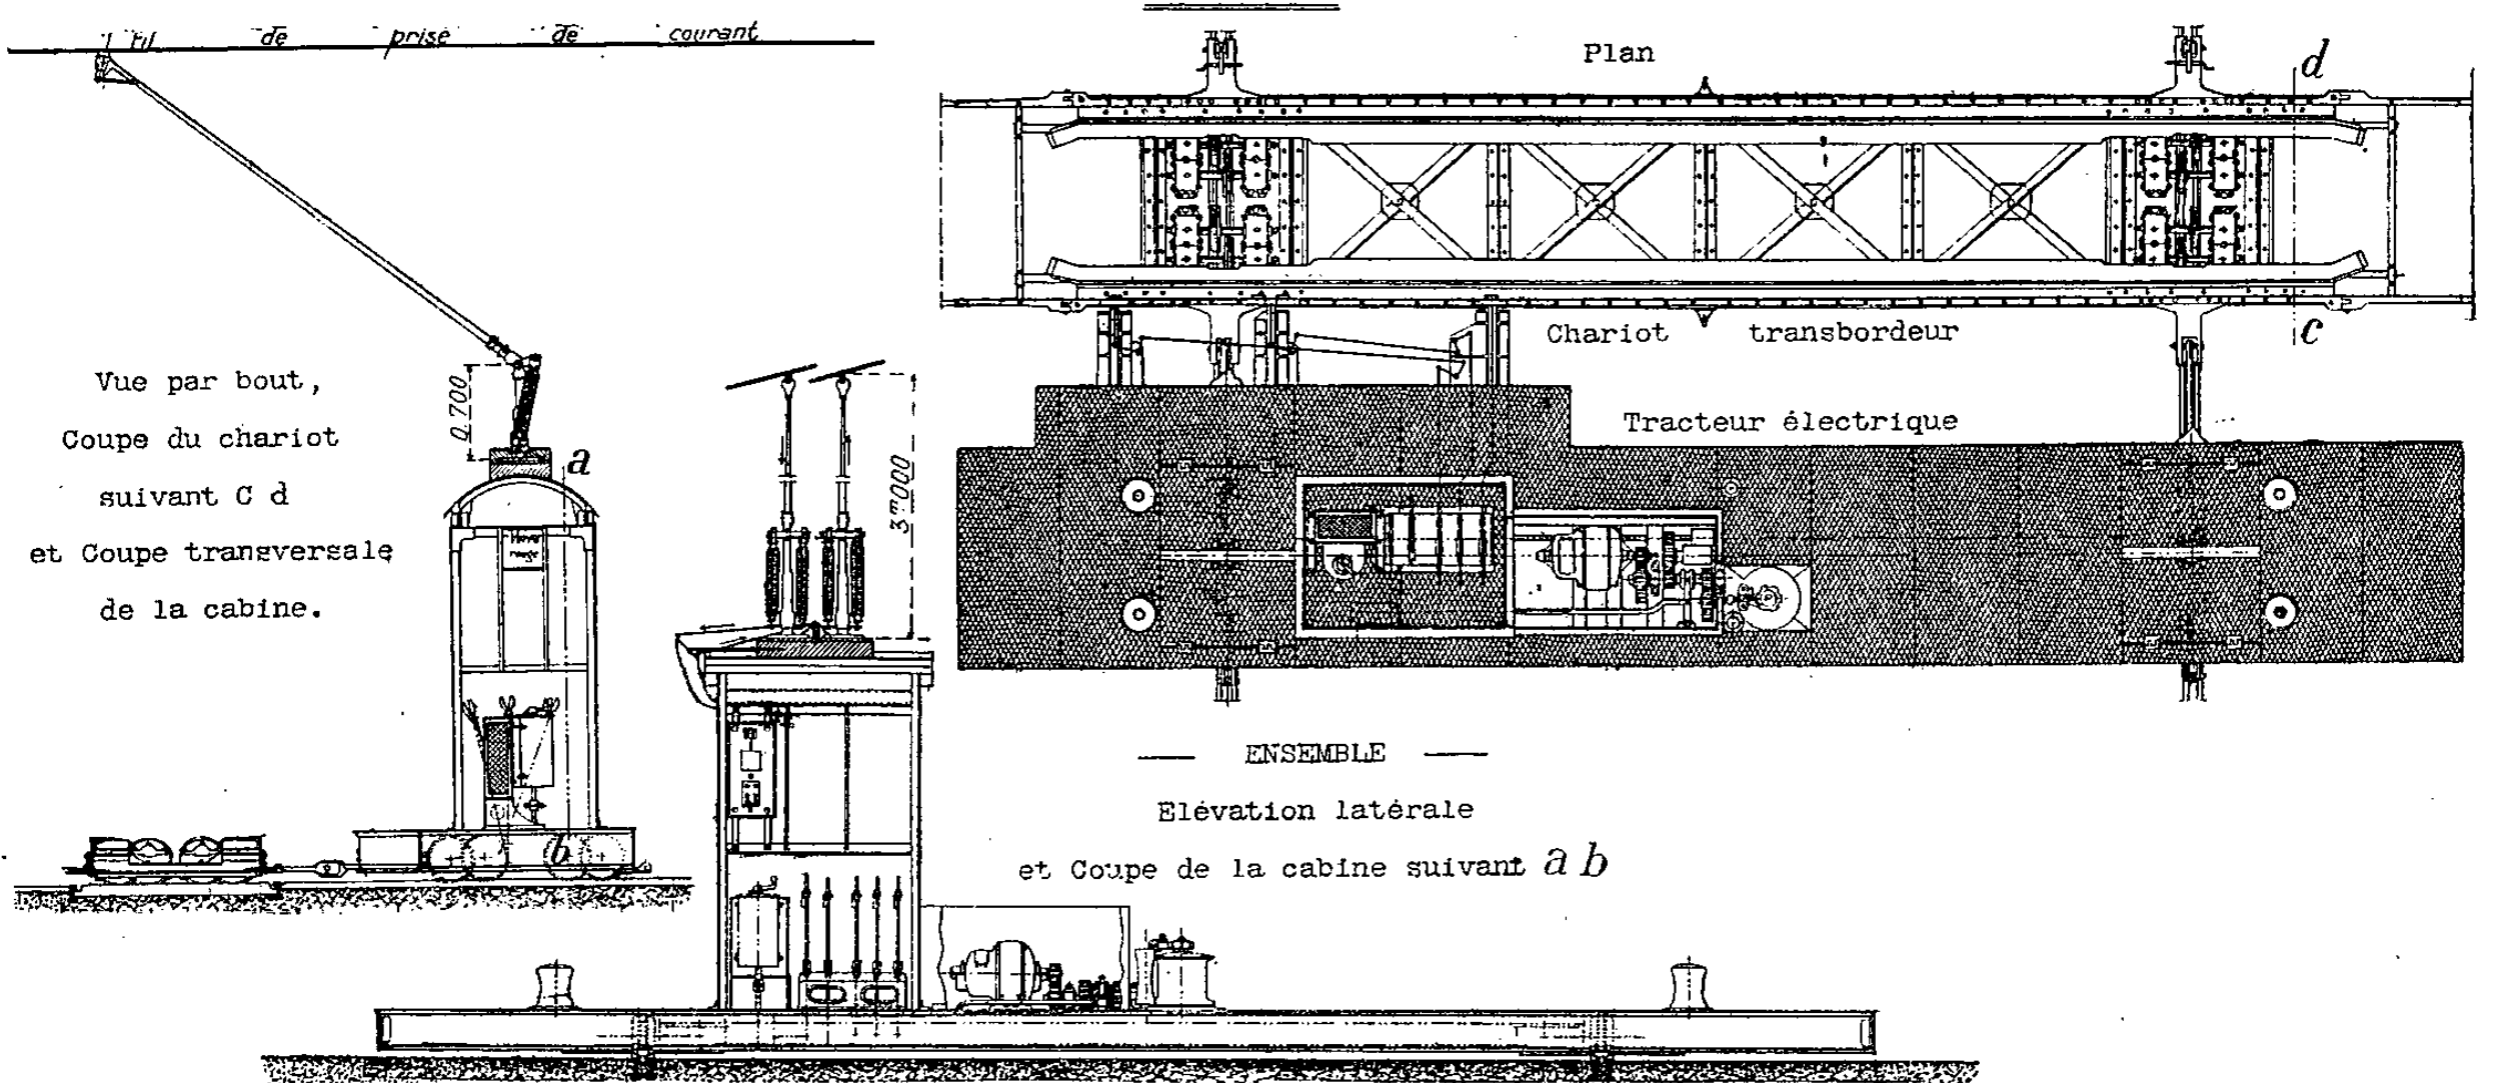 fil de prise de courant
Plan
d
Chariot transbordeur
c
Tracteur électrique
Vue par bout,
Coupe du chariot
suivant C d
et Coupe transversale
de la cabine.
0.700
a
b
3m000
ENSEMBLE
Elévation latérale
et Coupe de la cabine suivant a b